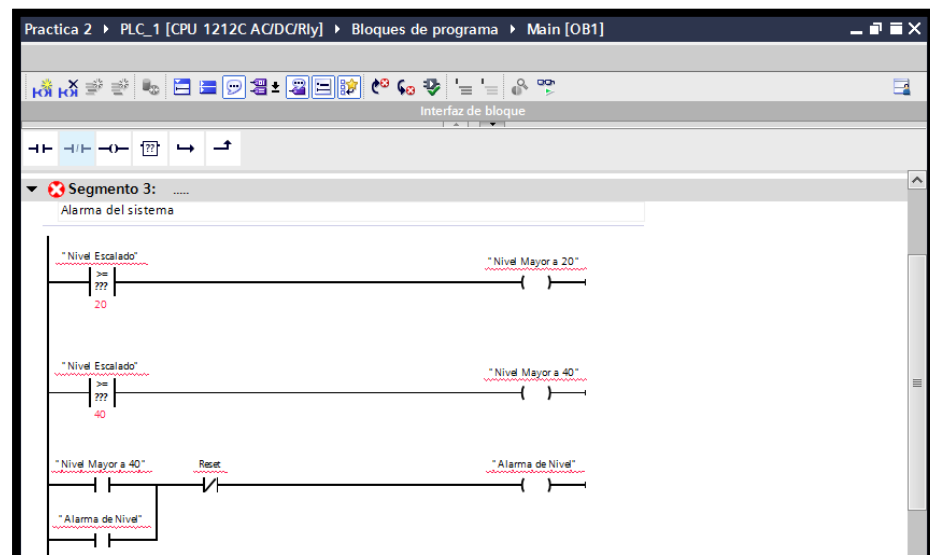 Practica 2 ▸ PLC_1 [CPU 1212C AC/DC/Rly] ▸ Bloques de programa ▸ Main [OB1]
Interfaz de bloque
??
Segmento 3: .....
Alarma del sistema
"Nivel Escalado"
"Nivel Mayor a 20"
>=
???
20
"Nivel Escalado"
"Nivel Mayor a 40"
>=
???
40
"Nivel Mayor a 40" Reset "Alarma de Nivel"
"Alarma de Nivel"